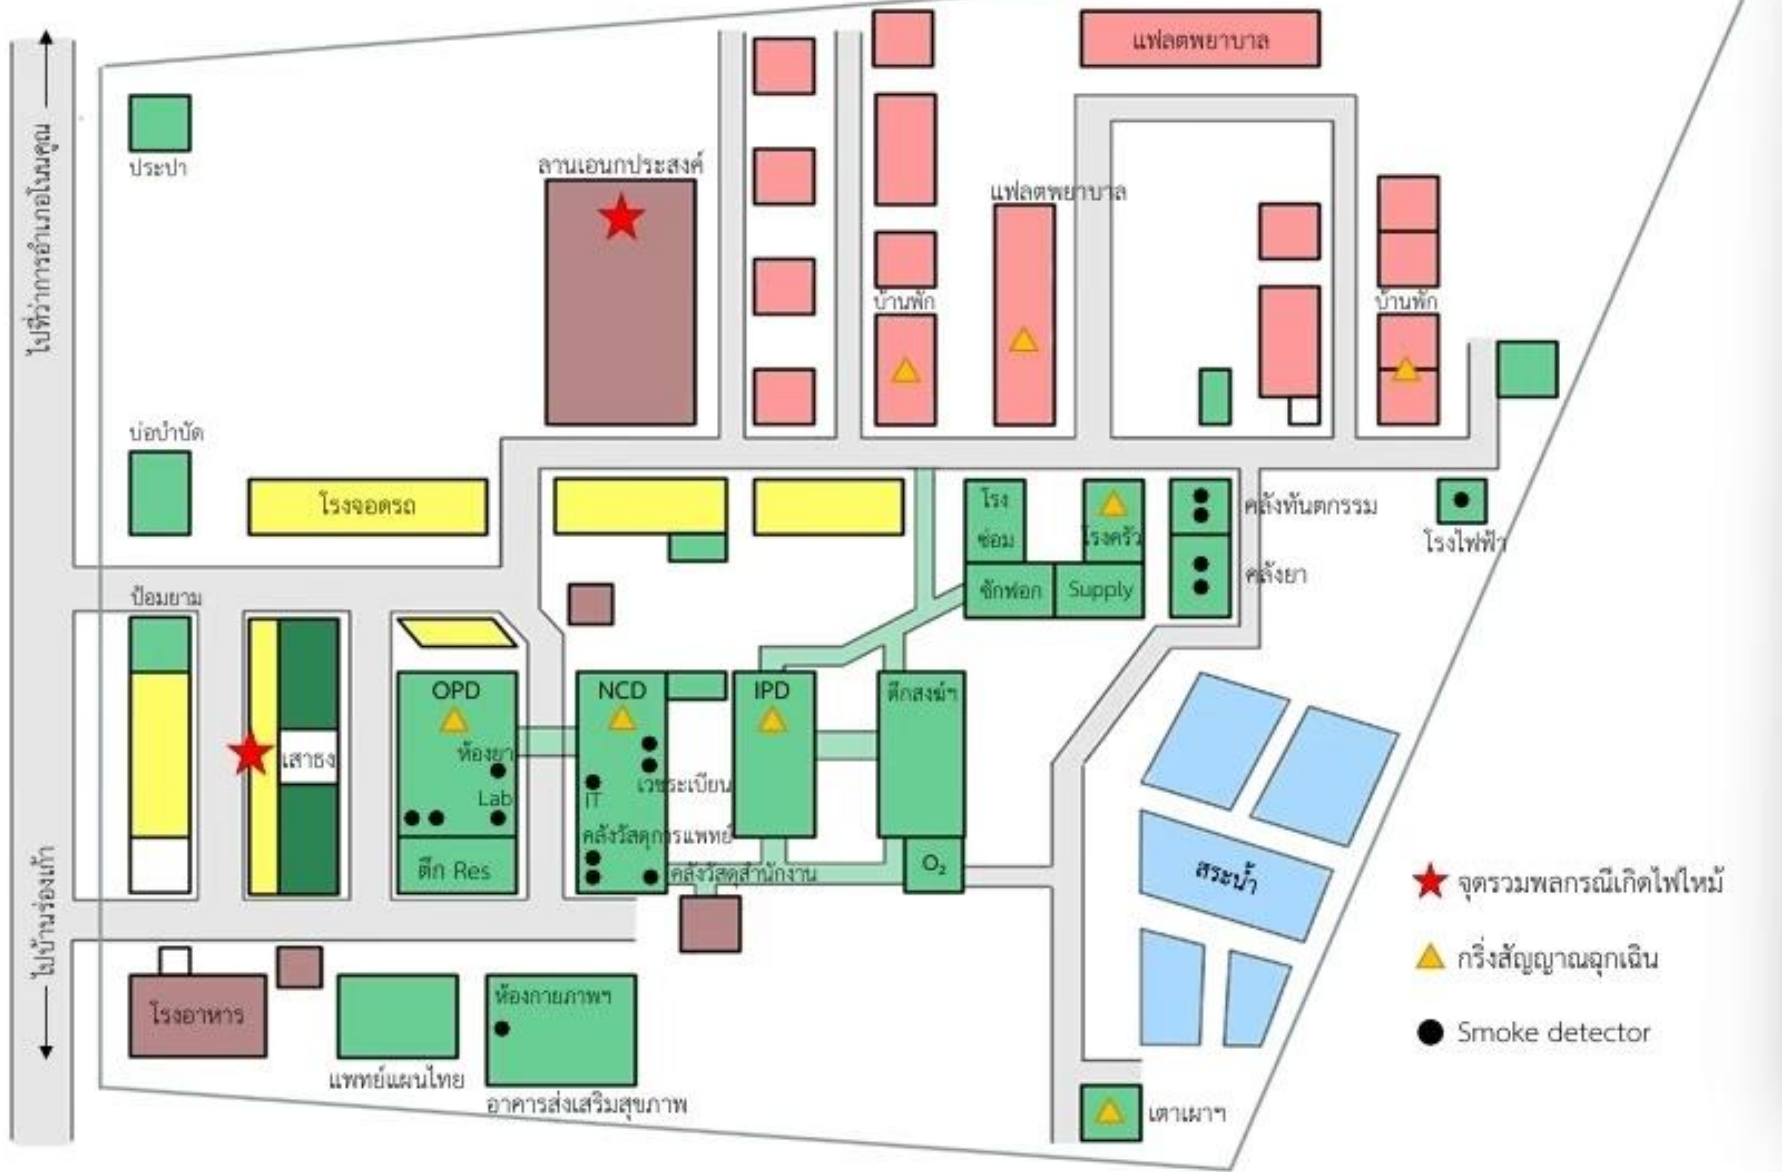 แฟลตพยาบาล
ไปที่ว่าการอำเภอโนนคูณ
ประปา
ลานเอนกประสงค์
แฟลตพยาบาล
บ้านพัก
บ้านพัก
บ่อบำบัด
โรงจอดรถ
โรง
ซ่อม
โรงครัว
คลังทันตกรรม
โรงไฟฟ้า
ซักฟอก
Supply
คลังยา
ป้อมยาม
OPD
NCD
IPD
ตึกสงฆ์ฯ
ห้องยา
เสาธง
Lab
IT
เวชระเบียน
คลังวัสดุการแพทย์
ตึก Res
คลังวัสดุสำนักงาน
O₂
สระน้ำ
จุดรวมพลกรณีเกิดไฟไหม้
กริ่งสัญญาณฉุกเฉิน
Smoke detector
ไปบ้านร่องเก้า
โรงอาหาร
ห้องกายภาพฯ
แพทย์แผนไทย
อาคารส่งเสริมสุขภาพ
เตาเผาฯ